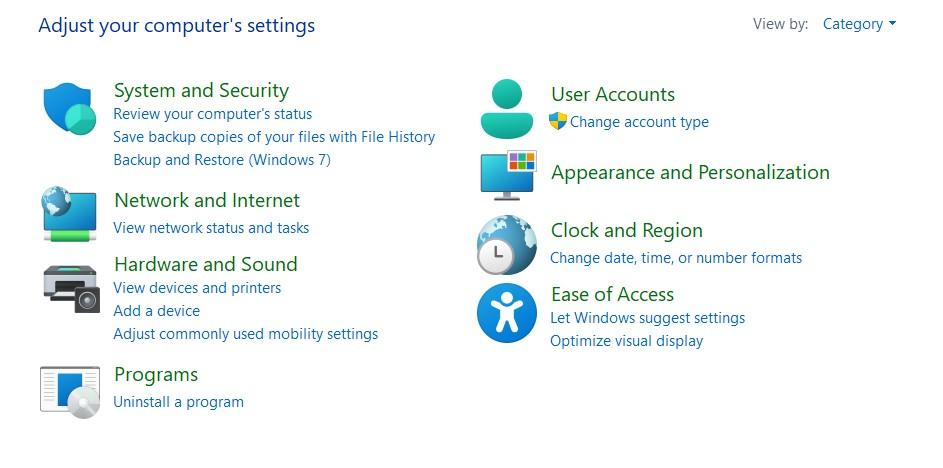 Adjust your computer's settings
View by: Category
System and Security
Review your computer's status
Save backup copies of your files with File History
Backup and Restore (Windows 7)
Network and Internet
View network status and tasks
Hardware and Sound
View devices and printers
Add a device
Adjust commonly used mobility settings
Programs
Uninstall a program
User Accounts
Change account type
Appearance and Personalization
Clock and Region
Change date, time, or number formats
Ease of Access
Let Windows suggest settings
Optimize visual display